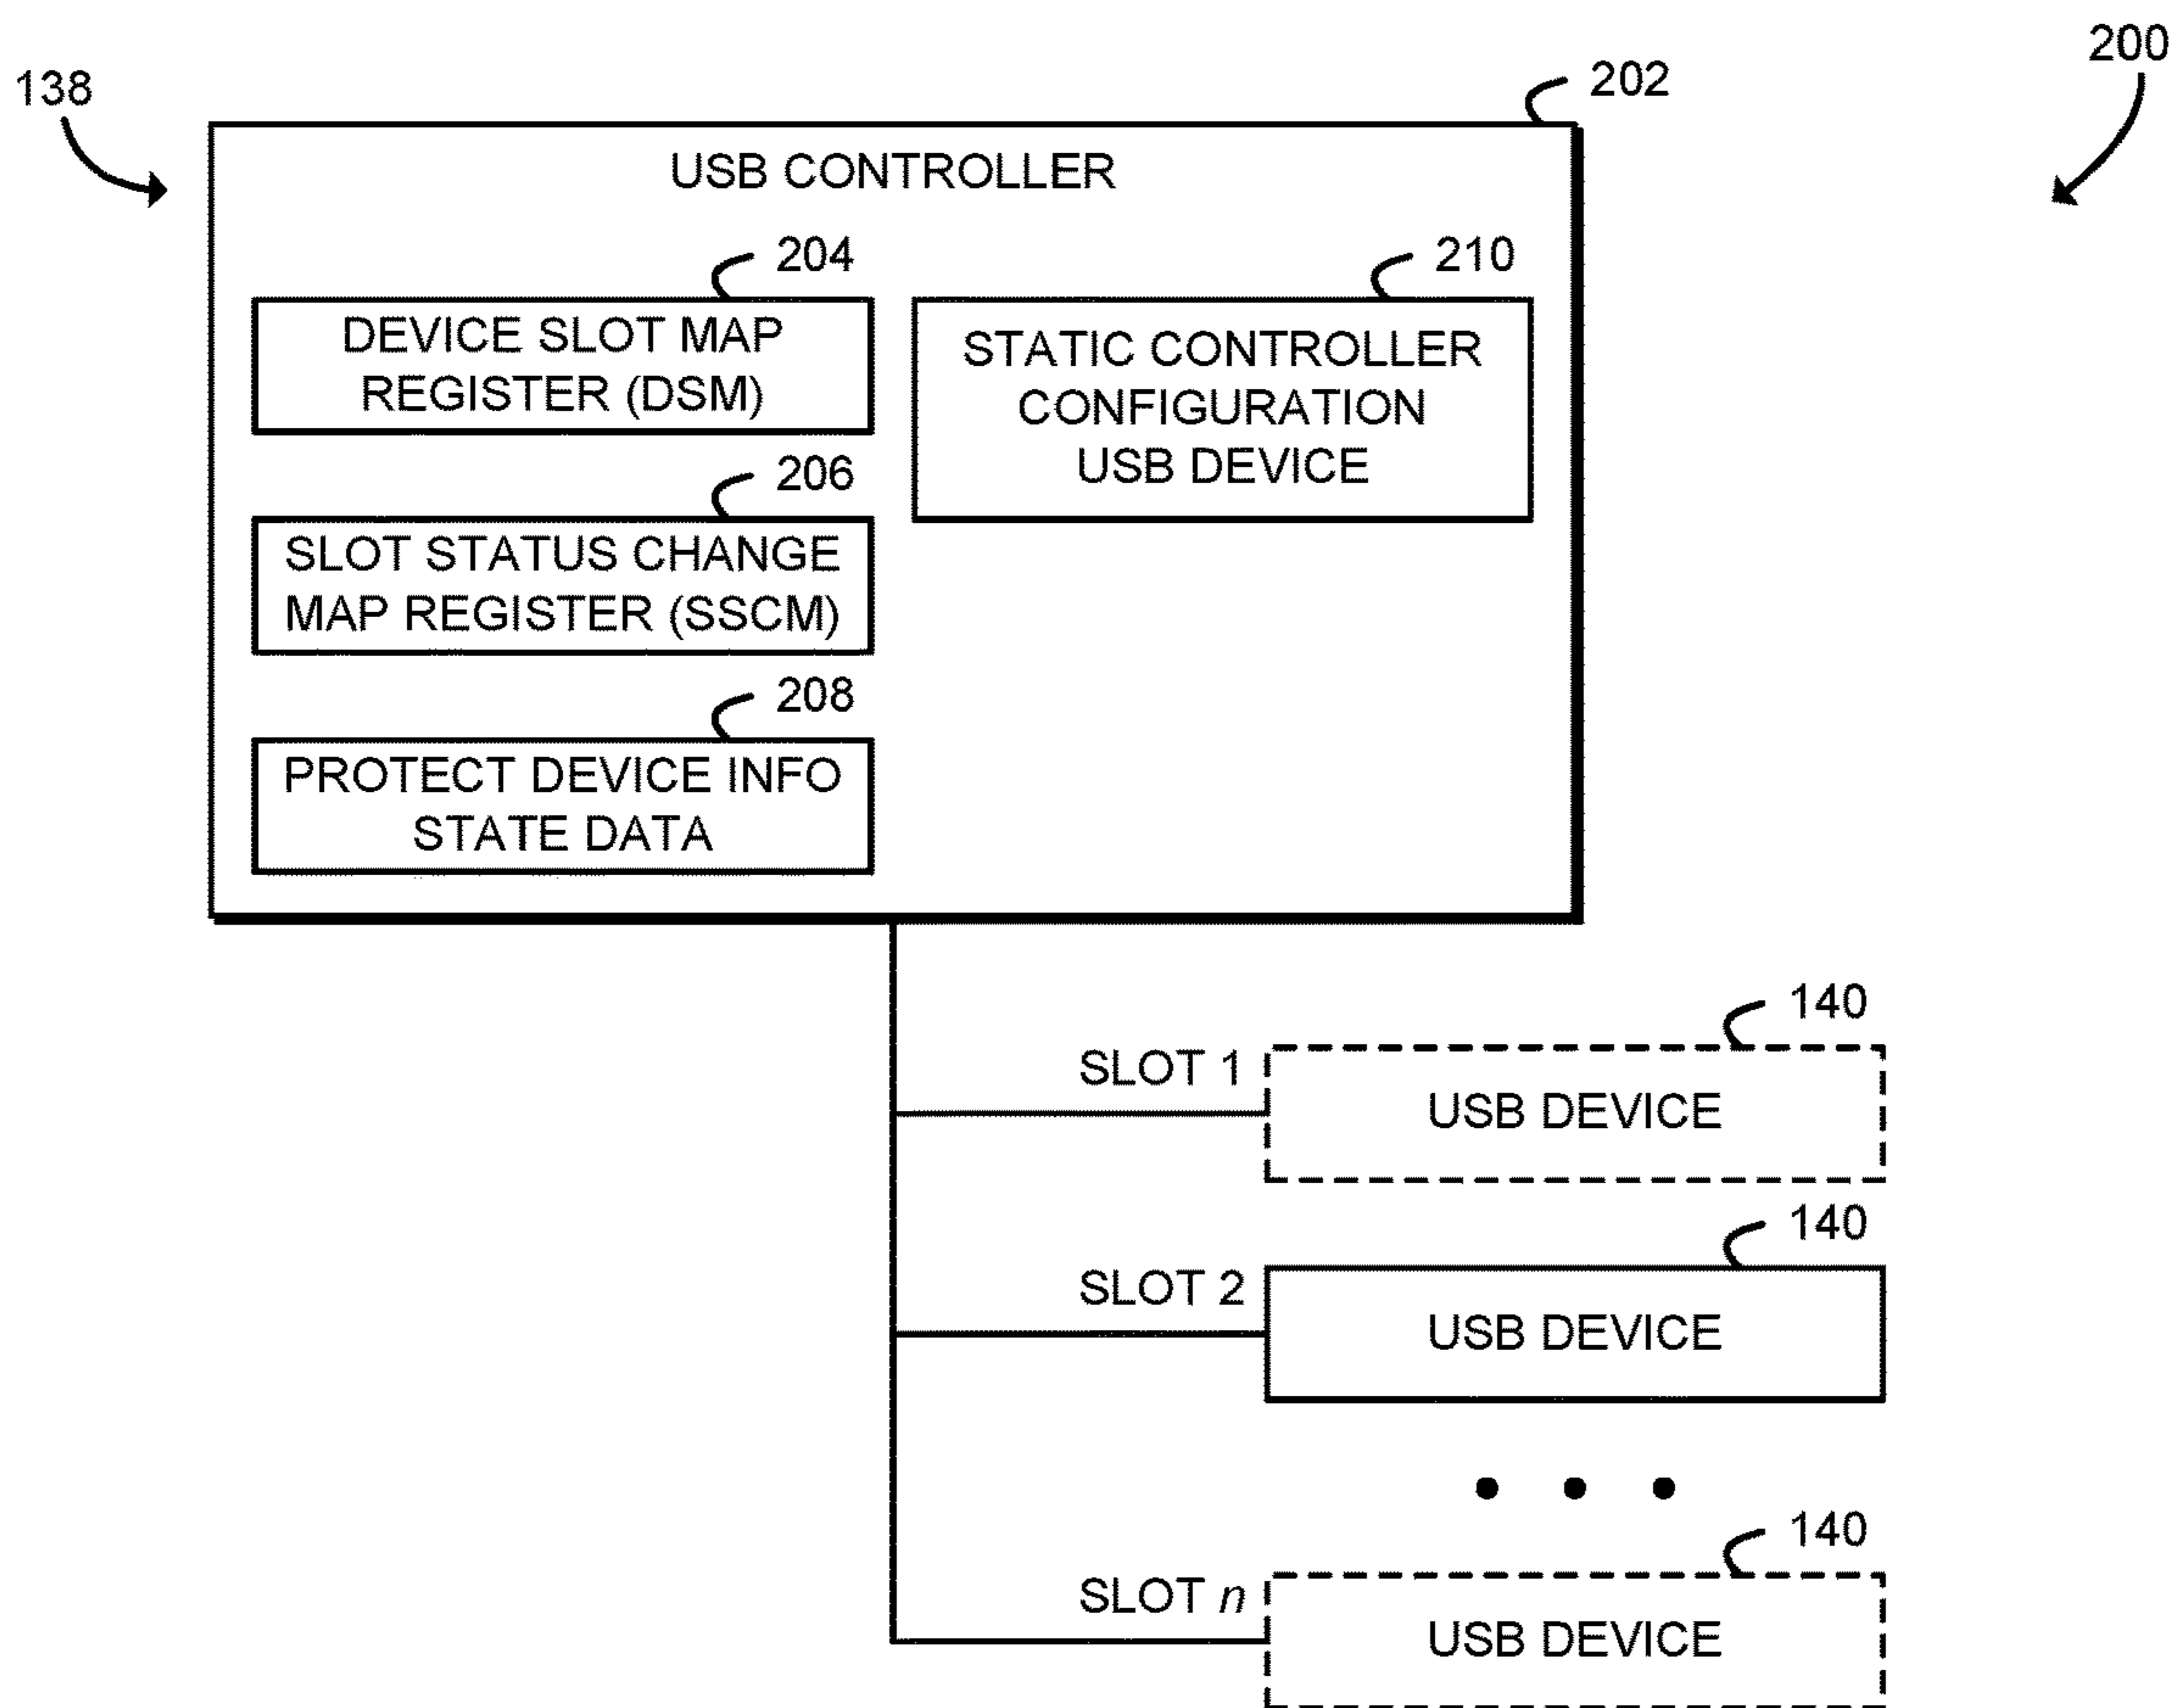 200
138
202
USB CONTROLLER
204
210
DEVICE SLOT MAP
REGISTER (DSM)
STATIC CONTROLLER
CONFIGURATION
USB DEVICE
206
SLOT STATUS CHANGE
MAP REGISTER (SSCM)
208
PROTECT DEVICE INFO
STATE DATA
140
SLOT 1
USB DEVICE
140
SLOT 2
USB DEVICE
140
SLOT n
USB DEVICE